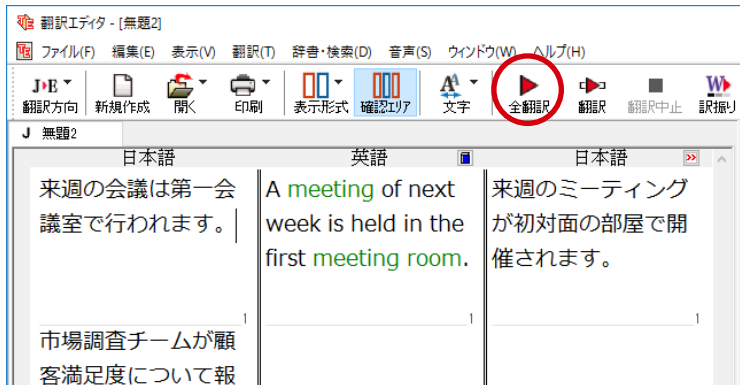 翻訳エディタ - [無題2]
ファイル(F) 編集(E) 表示(V) 翻訳(T) 辞書・検索(D) 音声(S) ウィンドウ(W) ヘルプ(H)
J▸E
翻訳方向 新規作成 開く 印刷 表示形式 確認エリア 文字 全翻訳 翻訳 翻訳中止 訳振り
J 無題2
日本語 英語 日本語
来週の会議は第一会
議室で行われます。
1
A meeting of next
week is held in the
first meeting room.
1
来週のミーティング
が初対面の部屋で開
催されます。
1
市場調査チームが顧
客満足度について報